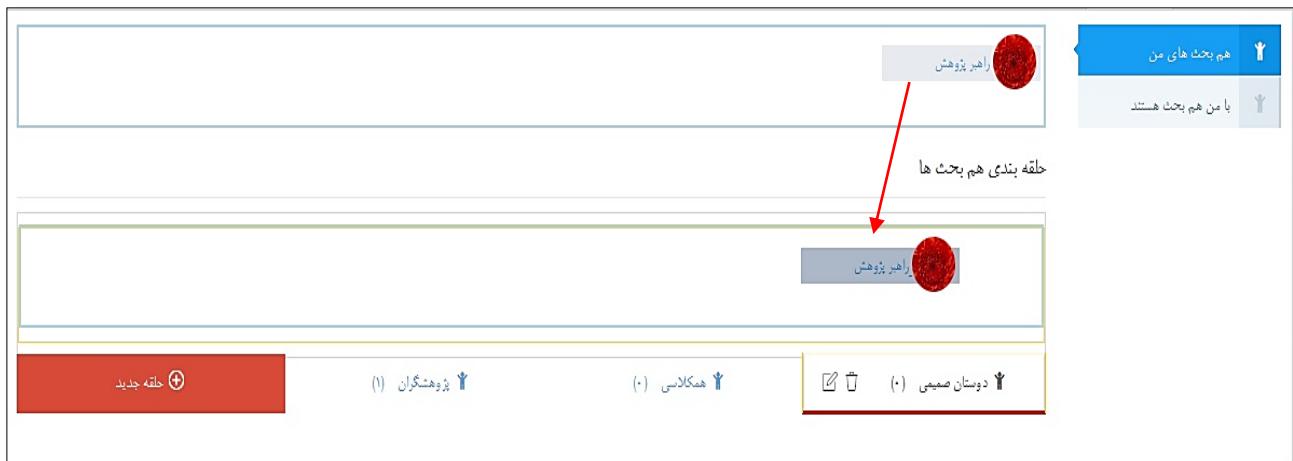 هم بحث های من
با من هم بحث هستند
راهبر پژوهش
حلقه بندی هم بحث ها
راهبر پژوهش
دوستان صمیمی (۰)
همکلاسی (۰)
پژوهشگران (۱)
حلقه جدید